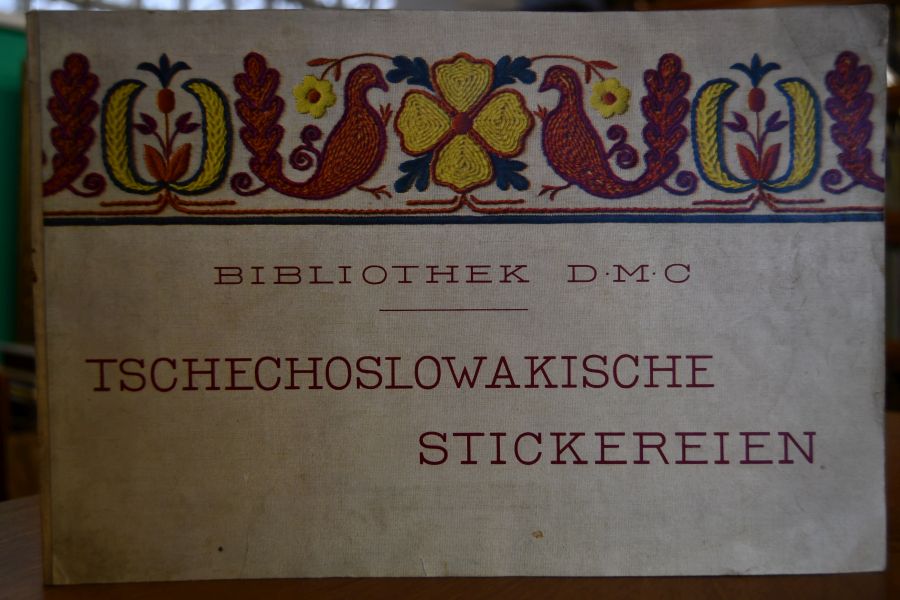 BIBLIOTHEK D·M·C
TSCHECHOSLOWAKISCHE
STICKEREIEN